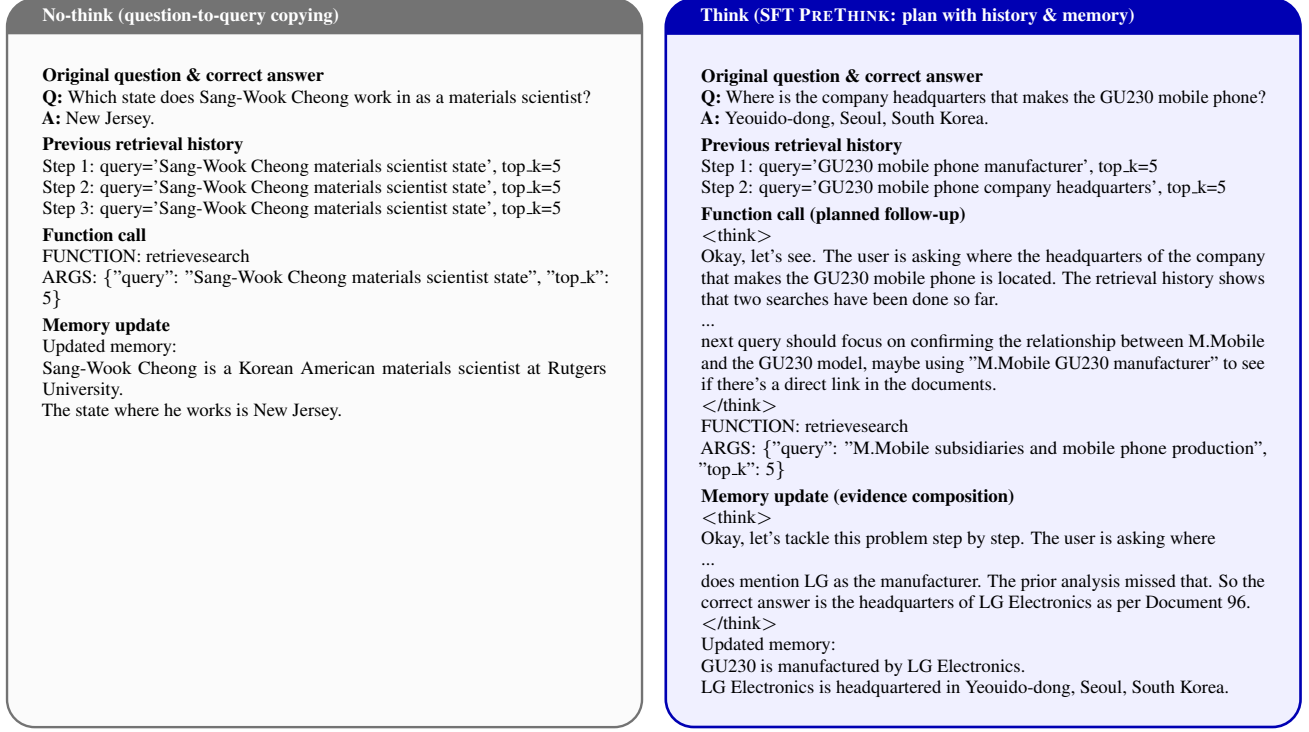 No-think (question-to-query copying)
Original question & correct answer
Q: Which state does Sang-Wook Cheong work in as a materials scientist?
A: New Jersey.
Previous retrieval history
Step 1: query=’Sang-Wook Cheong materials scientist state’, top_k=5
Step 2: query=’Sang-Wook Cheong materials scientist state’, top_k=5
Step 3: query=’Sang-Wook Cheong materials scientist state’, top_k=5
Function call
FUNCTION: retrievesearch
ARGS: {”query”: ”Sang-Wook Cheong materials scientist state”, ”top_k”:
5}
Memory update
Updated memory:
Sang-Wook Cheong is a Korean American materials scientist at Rutgers
University.
The state where he works is New Jersey.
Think (SFT PRETHINK: plan with history & memory)
Original question & correct answer
Q: Where is the company headquarters that makes the GU230 mobile phone?
A: Yeouido-dong, Seoul, South Korea.
Previous retrieval history
Step 1: query=’GU230 mobile phone manufacturer’, top_k=5
Step 2: query=’GU230 mobile phone company headquarters’, top_k=5
Function call (planned follow-up)
<think>
Okay, let’s see. The user is asking where the headquarters of the company
that makes the GU230 mobile phone is located. The retrieval history shows
that two searches have been done so far.
...
next query should focus on confirming the relationship between M.Mobile
and the GU230 model, maybe using ”M.Mobile GU230 manufacturer” to see
if there’s a direct link in the documents.
</think>
FUNCTION: retrievesearch
ARGS: {”query”: ”M.Mobile subsidiaries and mobile phone production”,
”top_k”: 5}
Memory update (evidence composition)
<think>
Okay, let’s tackle this problem step by step. The user is asking where
...
does mention LG as the manufacturer. The prior analysis missed that. So the
correct answer is the headquarters of LG Electronics as per Document 96.
</think>
Updated memory:
GU230 is manufactured by LG Electronics.
LG Electronics is headquartered in Yeouido-dong, Seoul, South Korea.